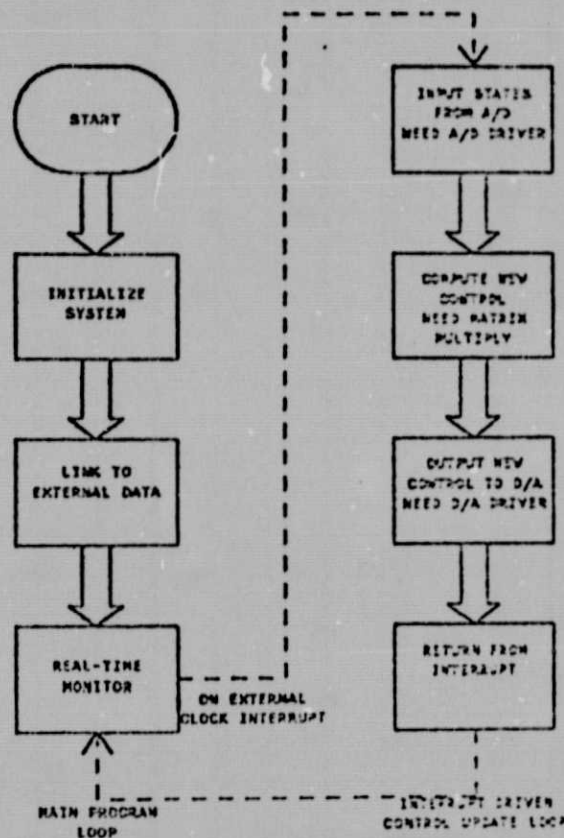 START
INITIALIZE
SYSTEM
LINK TO
EXTERNAL DATA
REAL-TIME
MONITOR
ON EXTERNAL
CLOCK INTERRUPT
MAIN PROGRAM
LOOP
INPUT STATES
FROM A/D
NEED A/D DRIVER
COMPUTE NEW
CONTROL
NEED MATRIX
MULTIPLY
OUTPUT NEW
CONTROL TO D/A
NEED D/A DRIVER
RETURN FROM
INTERRUPT
INTERRUPT DRIVEN
CONTROL UPDATE LOOP